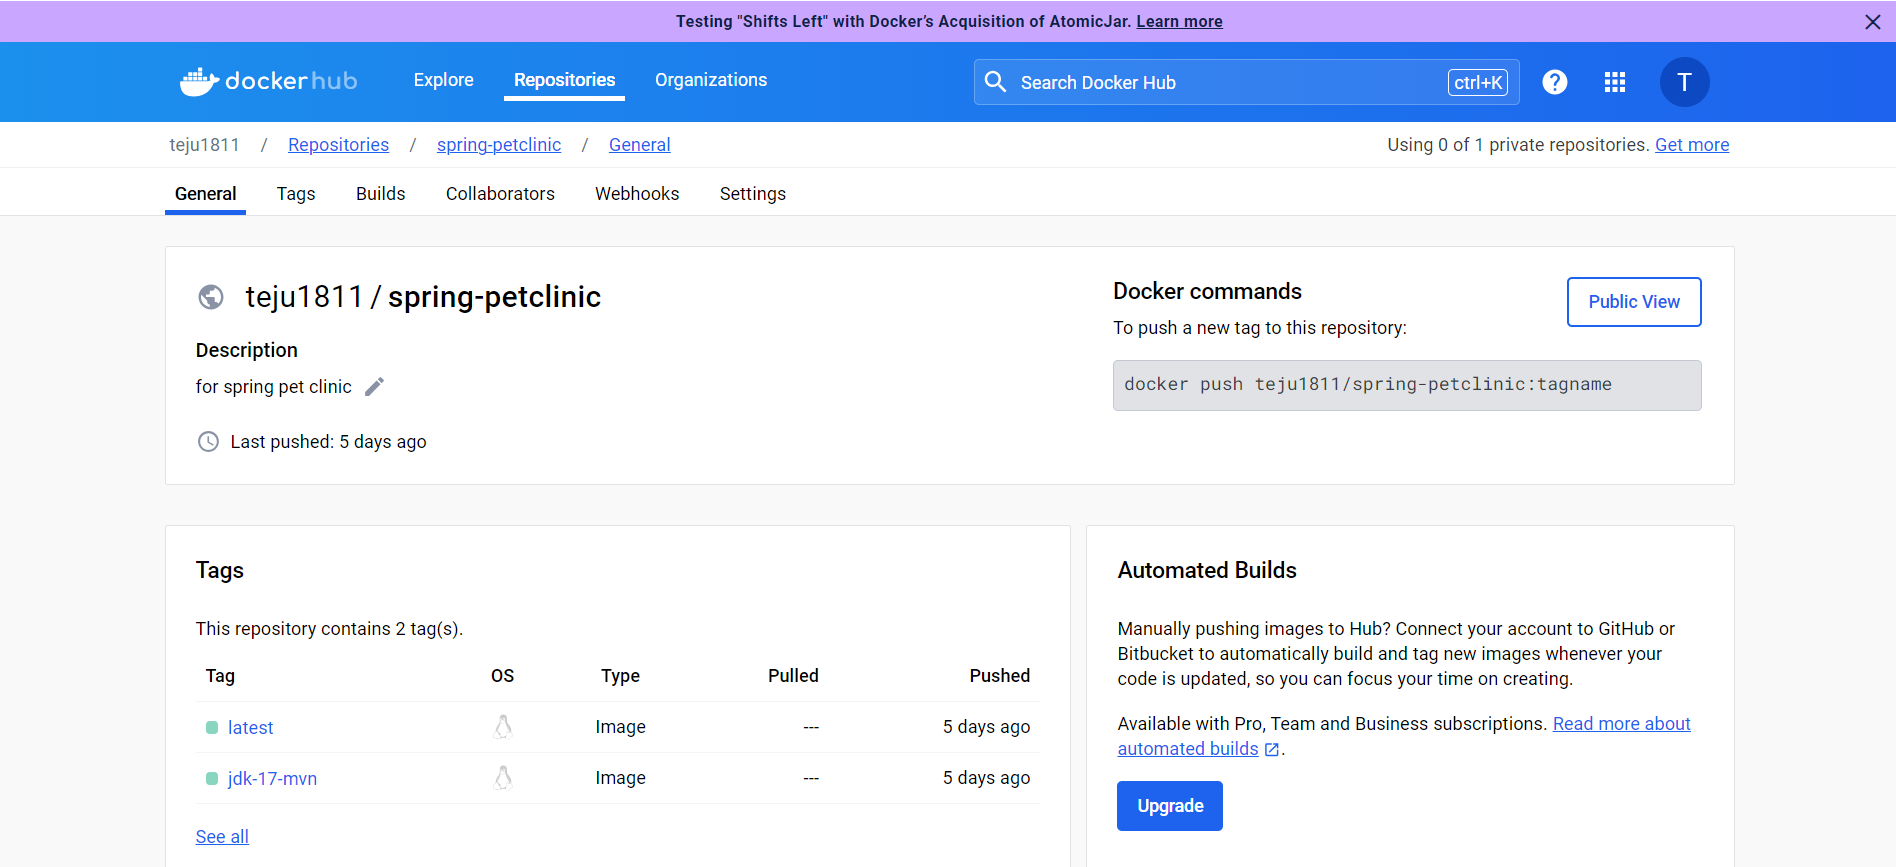 Testing "Shifts Left" with Docker’s Acquisition of AtomicJar. Learn more
dockerhub Explore Repositories Organizations Search Docker Hub ctrl+K ? T
teju1811 / Repositories / spring-petclinic / General Using 0 of 1 private repositories. Get more
General Tags Builds Collaborators Webhooks Settings
teju1811 / spring-petclinic
Description
for spring pet clinic
Last pushed: 5 days ago
Docker commands
Public View
To push a new tag to this repository:
docker push teju1811/spring-petclinic:tagname
Tags
This repository contains 2 tag(s).
Tag OS Type Pulled Pushed
latest Image --- 5 days ago
jdk-17-mvn Image --- 5 days ago
See all
Automated Builds
Manually pushing images to Hub? Connect your account to GitHub or
Bitbucket to automatically build and tag new images whenever your
code is updated, so you can focus your time on creating.
Available with Pro, Team and Business subscriptions. Read more about
automated builds .
Upgrade